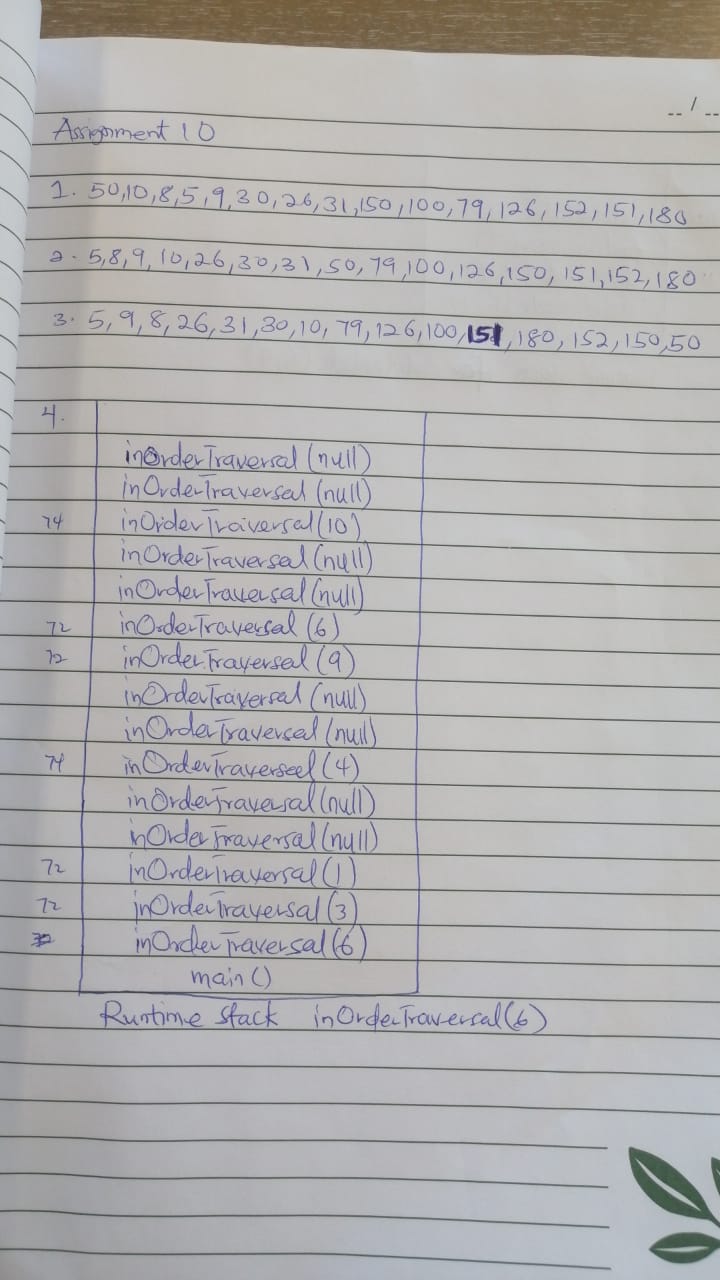 -- / --
Assignment 10
1. 50,10,8,5,9,30,26,31,150,100,79,126,152,151,180
2. 5,8,9,10,26,30,31,50,79,100,126,150,151,152,180
3. 5,9,8,26,31,30,10,79,126,100,151,180,152,150,50
4.
inOrderTraversal (null)
inOrderTraversal (null)
74 inOrderTraversal (10)
inOrderTraversal (null)
inOrderTraversal (null)
72 inOrderTraversal (6)
72 inOrderTraversal (9)
inOrderTraversal (null)
inOrderTraversal (null)
74 inOrderTraversal (4)
inOrderTraversal (null)
inOrderTraversal (null)
72 inOrderTraversal (1)
72 inOrderTraversal (3)
inOrderTraversal (6)
main ()
Runtime stack inOrderTraversal (6)